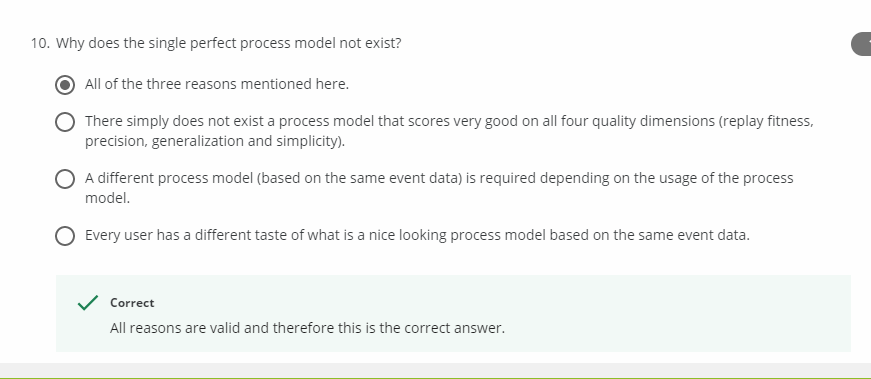 10. Why does the single perfect process model not exist?
All of the three reasons mentioned here.
There simply does not exist a process model that scores very good on all four quality dimensions (replay fitness,
precision, generalization and simplicity).
A different process model (based on the same event data) is required depending on the usage of the process
model.
Every user has a different taste of what is a nice looking process model based on the same event data.
Correct
All reasons are valid and therefore this is the correct answer.